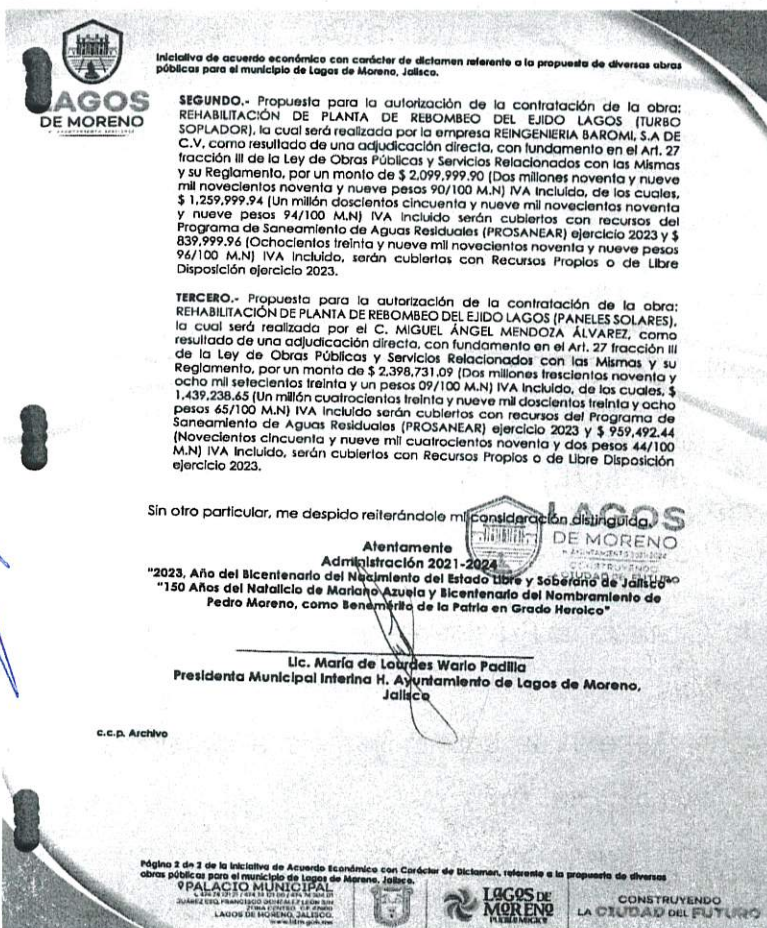 Iniciativa de acuerdo económico con carácter de dictamen referente a la propuesta de diversas obras
públicas para el municipio de Lagos de Moreno, Jalisco.
LAGOS
DE MORENO
SEGUNDO.- Propuesta para la autorización de la contratación de la obra:
REHABILITACIÓN DE PLANTA DE REBOMBEO DEL EJIDO LAGOS (TURBO
SOPLADOR), la cual será realizada por la empresa REINGENIERIA BAROMI, S.A DE
C.V, como resultado de una adjudicación directa, con fundamento en el Art. 27
fracción III de la Ley de Obras Públicas y Servicios Relacionados con las Mismas
y su Reglamento, por un monto de $ 2,099,999.90 (Dos millones noventa y nueve
mil novecientos noventa y nueve pesos 90/100 M.N) IVA Incluido, de los cuales,
$ 1,259,999.94 (Un millón doscientos cincuenta y nueve mil novecientos noventa
y nueve pesos 94/100 M.N) IVA Incluido serán cubiertos con recursos del
Programa de Saneamiento de Aguas Residuales (PROSANEAR) ejercicio 2023 y $
839,999.96 (Ochocientos treinta y nueve mil novecientos noventa y nueve pesos
96/100 M.N) IVA Incluido, serán cubiertos con Recursos Propios o de Libre
Disposición ejercicio 2023.
TERCERO.- Propuesta para la autorización de la contratación de la obra:
REHABILITACIÓN DE PLANTA DE REBOMBEO DEL EJIDO LAGOS (PANELES SOLARES),
la cual será realizada por el C. MIGUEL ÁNGEL MENDOZA ÁLVAREZ, como
resultado de una adjudicación directa, con fundamento en el Art. 27 fracción III
de la Ley de Obras Públicas y Servicios Relacionados con las Mismas y su
Reglamento, por un monto de $ 2,398,731.09 (Dos millones trescientos noventa y
ocho mil setecientos treinta y un pesos 09/100 M.N) IVA Incluido, de los cuales, $
1,439,238.65 (Un millón cuatrocientos treinta y nueve mil doscientos treinta y ocho
pesos 65/100 M.N) IVA Incluido serán cubiertos con recursos del Programa de
Saneamiento de Aguas Residuales (PROSANEAR) ejercicio 2023 y $ 959,492.44
(Novecientos cincuenta y nueve mil cuatrocientos noventa y dos pesos 44/100
M.N) IVA Incluido, serán cubiertos con Recursos Propios o de Libre Disposición
ejercicio 2023.
Sin otro particular, me despido reiterándole mi consideración distinguida.
LAGOS
DE MORENO
Atentamente
Administración 2021-2024
"2023, Año del Bicentenario del Nacimiento del Estado Libre y Soberano de Jalisco"
"150 Años del Natalicio de Mariano Azuela y Bicentenario del Nombramiento de
Pedro Moreno, como Benemérito de la Patria en Grado Heroico"
Lic. María de Lourdes Wario Padilla
Presidenta Municipal Interina H. Ayuntamiento de Lagos de Moreno,
Jalisco
c.c.p. Archivo
Página 2 de 2 de la Iniciativa de Acuerdo Económico con Carácter de Dictamen, referente a la propuesta de diversas
obras públicas para el municipio de Lagos de Moreno, Jalisco.
PALACIO MUNICIPAL
LAGOS DE MORENO, JALISCO.
LAGOS DE
MORENO
PUEBLO MÁGICO
CONSTRUYENDO
LA CIUDAD DEL FUTURO